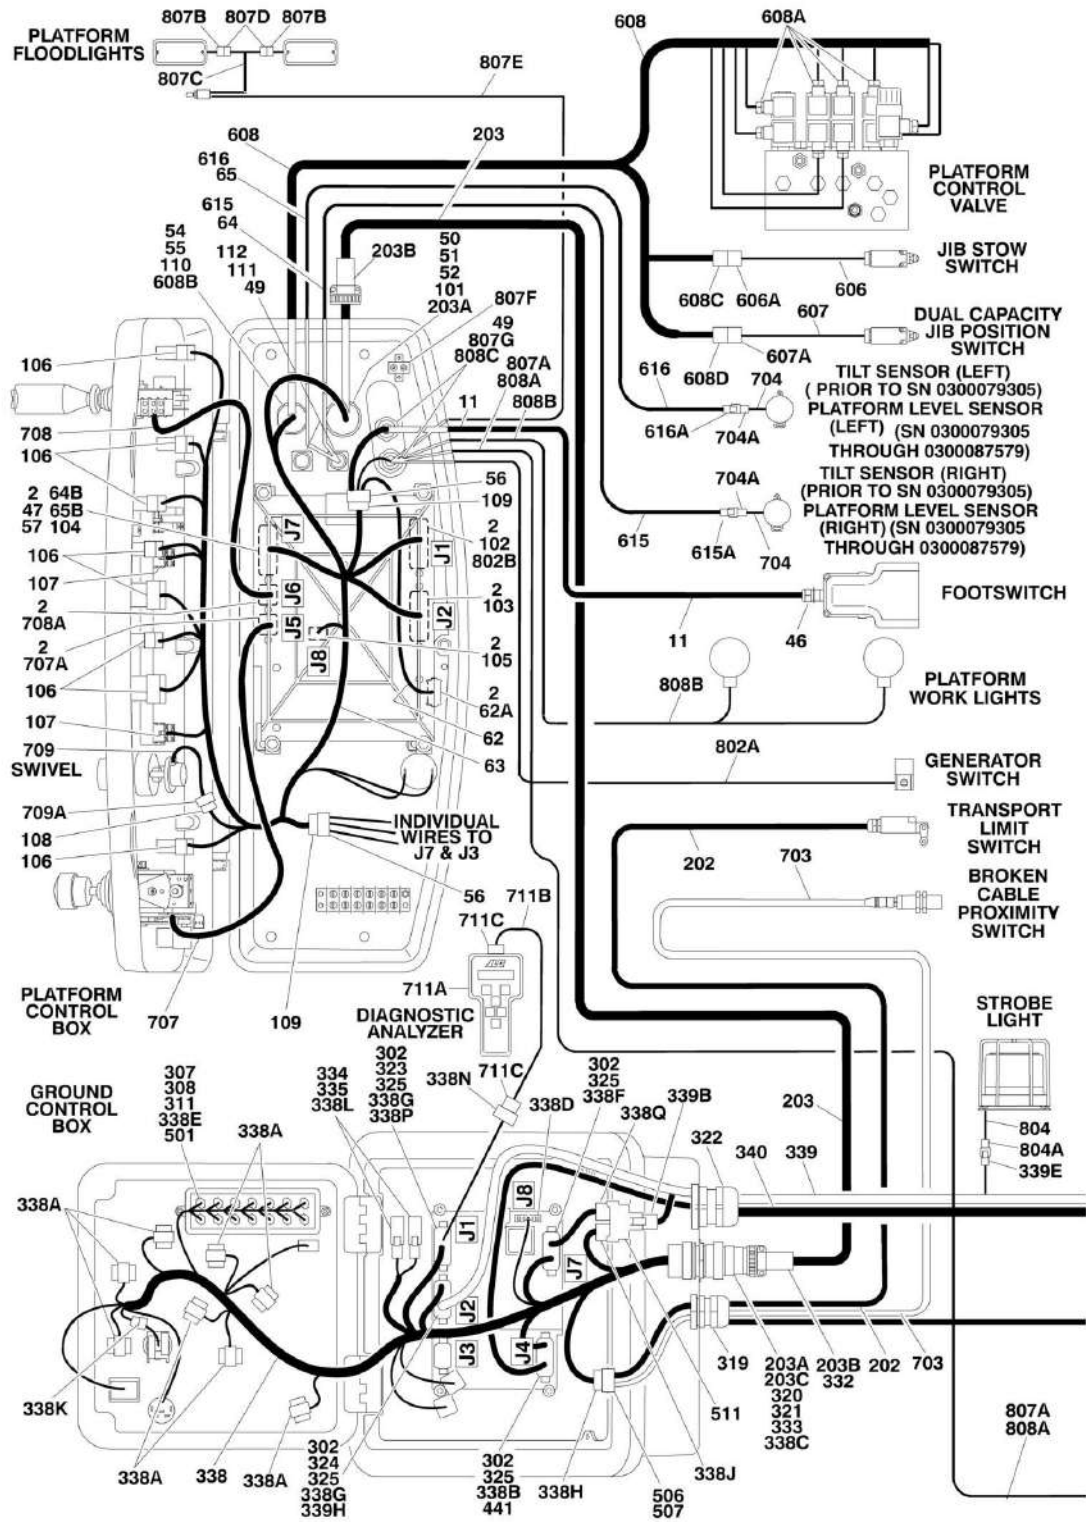 807B 807D 807B
PLATFORM
FLOODLIGHTS
807C
807E
608
608A
608
203
616
65
615
64
54
55
110
608B
112
111
49
203B
50
51
52
101
203A
807F
49
807G
808C
807A
808A
808B
11
PLATFORM
CONTROL
VALVE
JIB STOW
SWITCH
608C 606A
606
607
DUAL CAPACITY
JIB POSITION
SWITCH
607A
608D
616
704
616A
704A
TILT SENSOR (LEFT)
( PRIOR TO SN 0300079305)
PLATFORM LEVEL SENSOR
(LEFT) (SN 0300079305
THROUGH 0300087579)
704A
615
615A
704
TILT SENSOR (RIGHT)
(PRIOR TO SN 0300079305)
PLATFORM LEVEL SENSOR
(RIGHT) (SN 0300079305
THROUGH 0300087579)
106
708
106
2 64B
47 65B
57 104
106
107
2
708A
2
707A
106
107
709
SWIVEL
709A
108
106
J7
J6
J5
J8
J1
J2
56
109
2
102
802B
2
103
2
105
2
62A
62
63
INDIVIDUAL
WIRES TO
J7 & J3
56
FOOTSWITCH
11
46
808B
PLATFORM
WORK LIGHTS
802A
GENERATOR
SWITCH
202
TRANSPORT
LIMIT
SWITCH
703
BROKEN
CABLE
PROXIMITY
SWITCH
PLATFORM
CONTROL
BOX
707
109
711B
711C
711A
JLG
DIAGNOSTIC
ANALYZER
711C
338N
STROBE
LIGHT
804
804A
339E
GROUND
CONTROL
BOX
307
308
311
338E
501
338A
334
335
338L
302
323
325
338G
338P
338D
302
325
338F
338Q
339B
322
340
203
339
338A
J1
J2
J3
J8
J7
J4
338K
338A
338
338A
302
324
325
338G
339H
302
325
338B
441
338H
506
507
338J
511
319
203A
203C
320
321
333
338C
203B
332
202
703
807A
808A